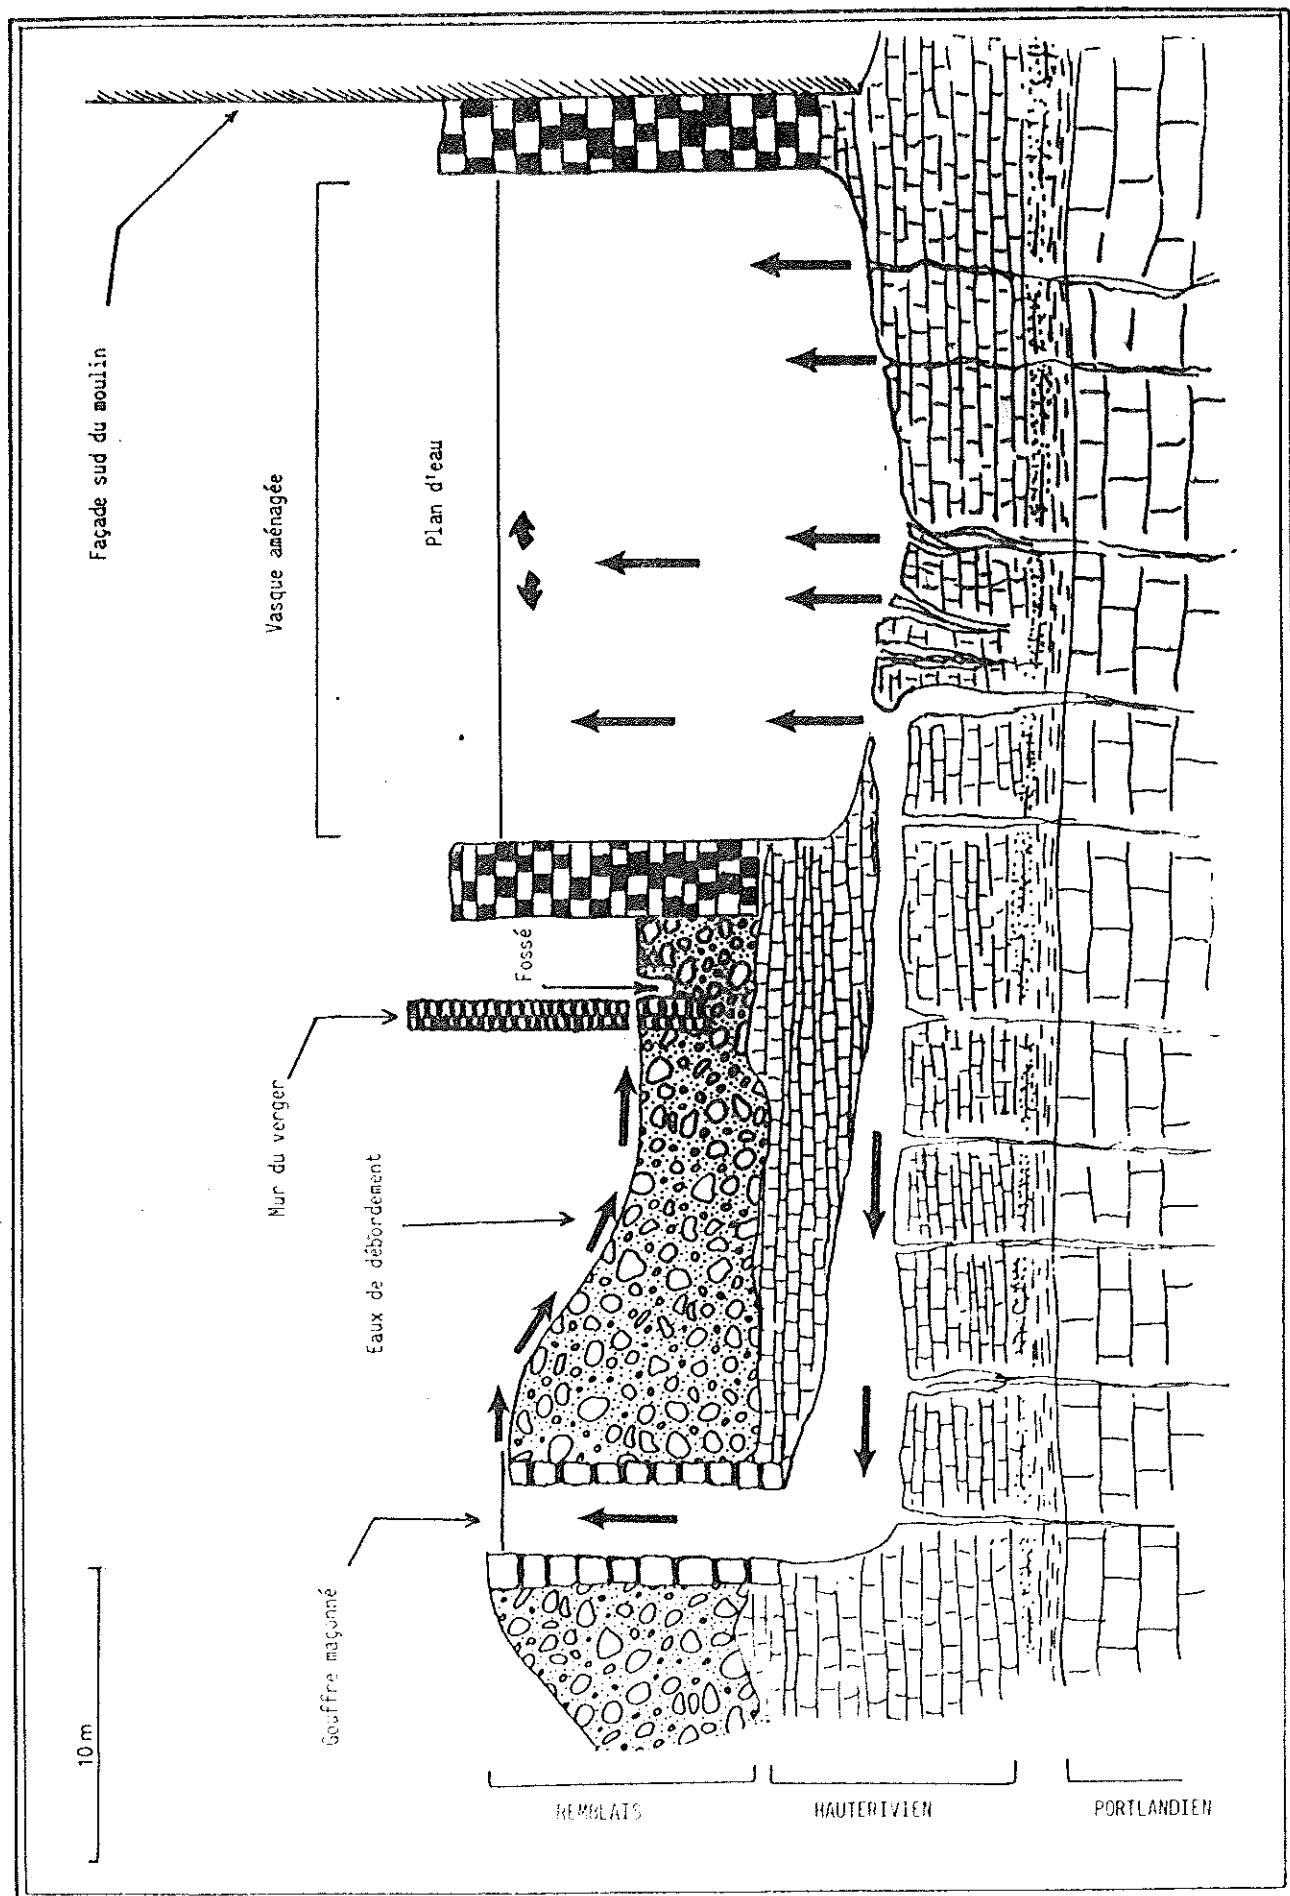 10 m
Gouffre maçonné
Eaux de débordement
Mur du verger
Fossé
Vasque aménagée
Plan d'eau
Façade sud du moulin
REMBLAIS
HAUTERIVIEN
PORTLANDIEN